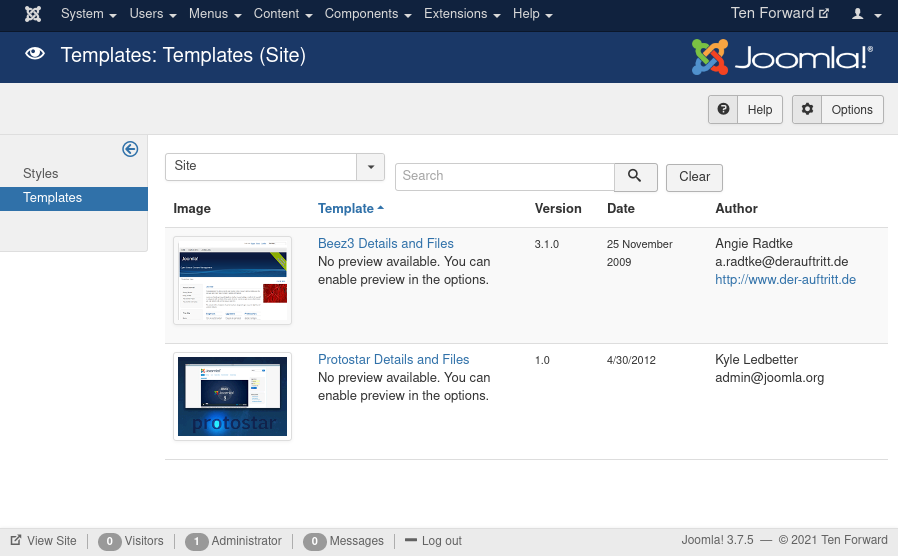 System Users Menus Content Components Extensions Help Ten Forward
Templates: Templates (Site) Joomla!®
Help Options
Styles
Templates
Site Search Clear
Image Template Version Date Author
Beez3 Details and Files 3.1.0 25 November Angie Radtke
No preview available. You can 2009 a.radtke@derauftritt.de
enable preview in the options. http://www.der-auftritt.de
Protostar Details and Files 1.0 4/30/2012 Kyle Ledbetter
No preview available. You can admin@joomla.org
enable preview in the options.
protostar
View Site 0 Visitors 1 Administrator 0 Messages Log out Joomla! 3.7.5 — © 2021 Ten Forward